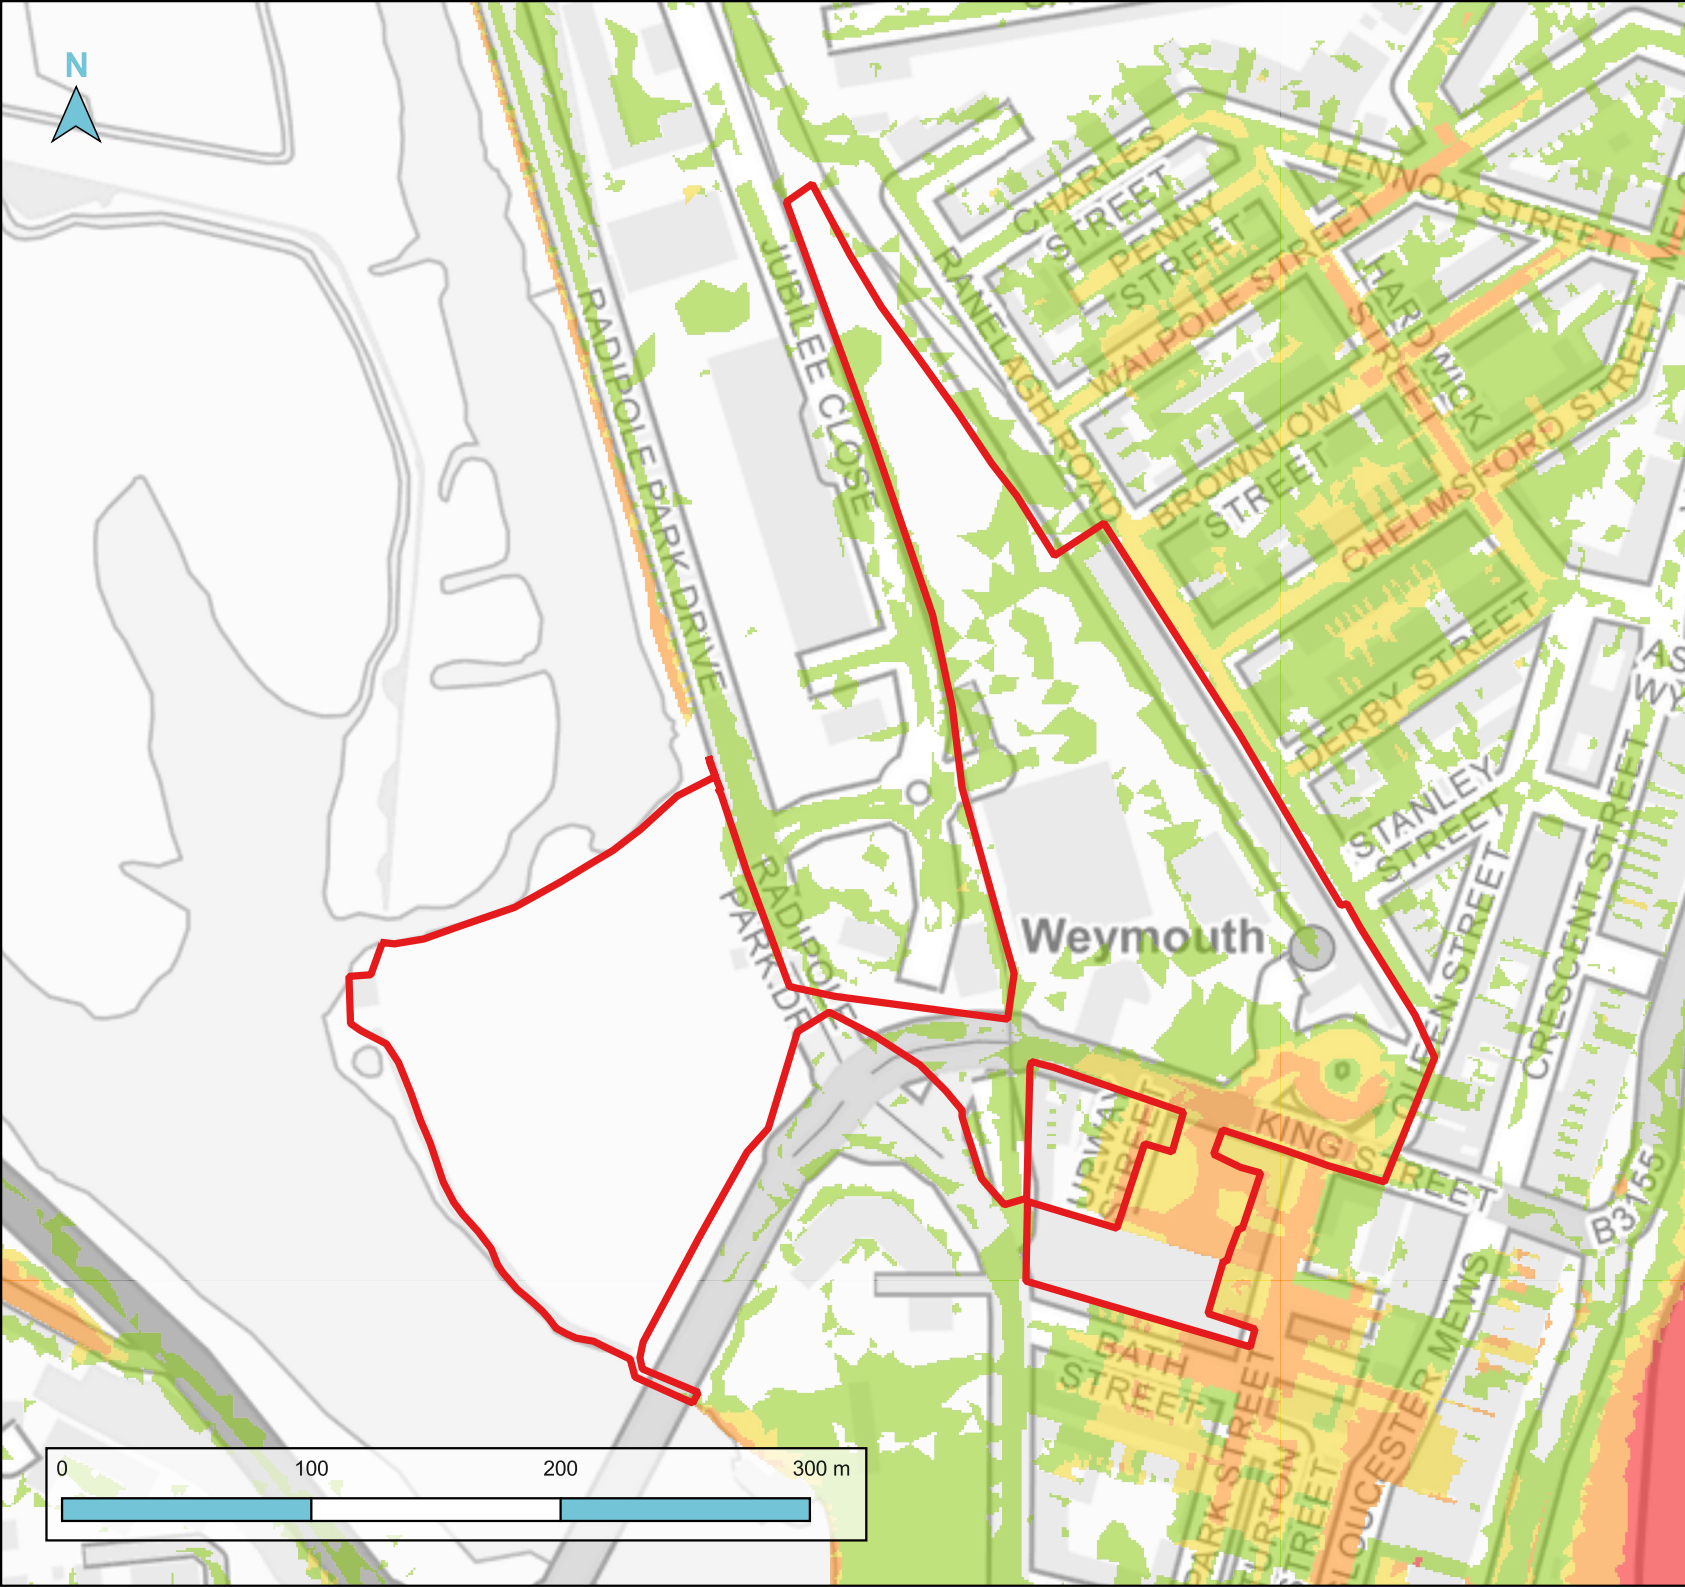 N
CHARLES
STREET
LENNOX STREET
PENNY
STREET
WALPOLE STREET
HARDWICK
STREET
JUBILEE CLOSE
RANELAGH ROAD
RADIPOLE PARK DRIVE
BROWNLOW
STREET
CHELMSFORD STREET
DERBY STREET
STANLEY
STREET
QUEEN STREET
CRESCENT STREET
RADIPOLE
PARK DR
Weymouth
UPWAY
STREET
KING STREET
B3155
BATH
STREET
PARK STREET
GLOUCESTER MEWS
STREET
0 100 200 300 m